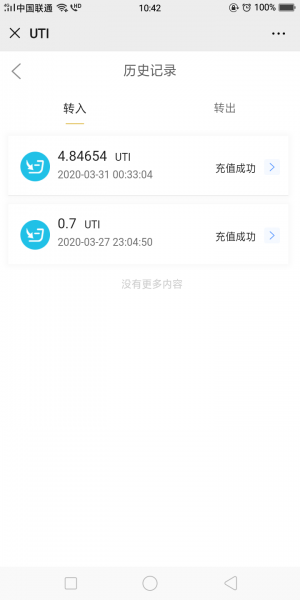 中国联通 10:42 100%
UTI
历史记录
转入 转出
4.84654 UTI
2020-03-31 00:33:04
充值成功
0.7 UTI
2020-03-27 23:04:50
充值成功
没有更多内容